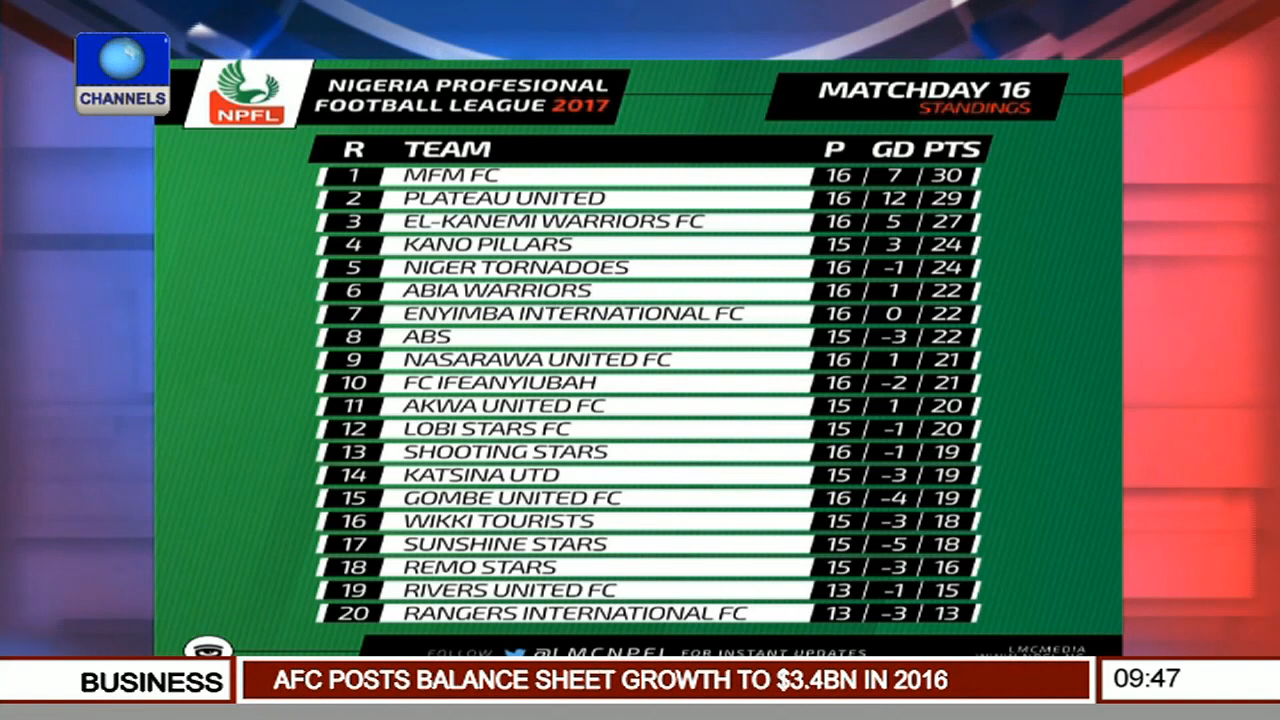 CHANNELS
NPFL
NIGERIA PROFESIONAL
FOOTBALL LEAGUE 2017
MATCHDAY 16
STANDINGS
R TEAM P GD PTS
1 MFM FC 16 / 7 / 30
2 PLATEAU UNITED 16 / 12 / 29
3 EL-KANEMI WARRIORS FC 16 / 5 / 27
4 KANO PILLARS 15 / 3 / 24
5 NIGER TORNADOES 16 / -1 / 24
6 ABIA WARRIORS 16 / 1 / 22
7 ENYIMBA INTERNATIONAL FC 16 / 0 / 22
8 ABS 15 / -3 / 22
9 NASARAWA UNITED FC 16 / 1 / 21
10 FC IFEANYIUBAH 16 / -2 / 21
11 AKWA UNITED FC 15 / 1 / 20
12 LOBI STARS FC 15 / -1 / 20
13 SHOOTING STARS 16 / -1 / 19
14 KATSINA UTD 15 / -3 / 19
15 GOMBE UNITED FC 16 / -4 / 19
16 WIKKI TOURISTS 15 / -3 / 18
17 SUNSHINE STARS 15 / -5 / 18
18 REMO STARS 15 / -3 / 16
19 RIVERS UNITED FC 13 / -1 / 15
20 RANGERS INTERNATIONAL FC 13 / -3 / 13
FOLLOW @LMCNPFL FOR INSTANT UPDATES
LMCMEDIA
BUSINESS
AFC POSTS BALANCE SHEET GROWTH TO $3.4BN IN 2016
09:47